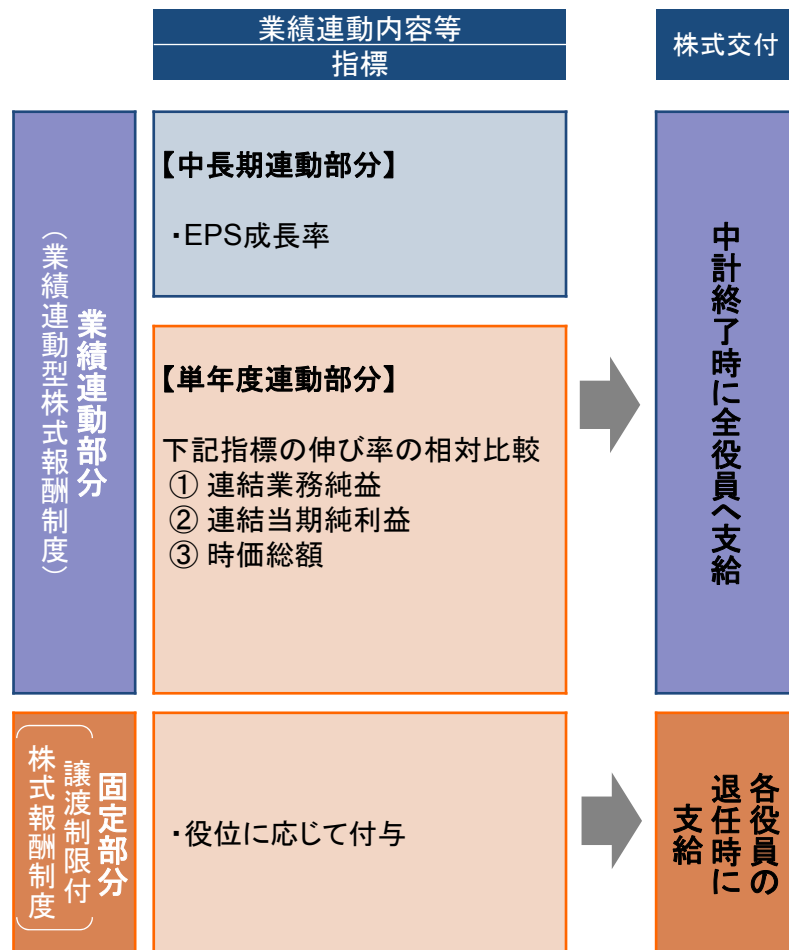 業績連動内容等
指標
株式交付
業績連動部分
（業績連動型株式報酬制度）
【中長期連動部分】
・EPS成長率
【単年度連動部分】
下記指標の伸び率の相対比較
① 連結業務純益
② 連結当期純利益
③ 時価総額
中計終了時に全役員へ支給
固定部分
（譲渡制限付
株式報酬制度）
・役位に応じて付与
各役員の
退任時に
支給